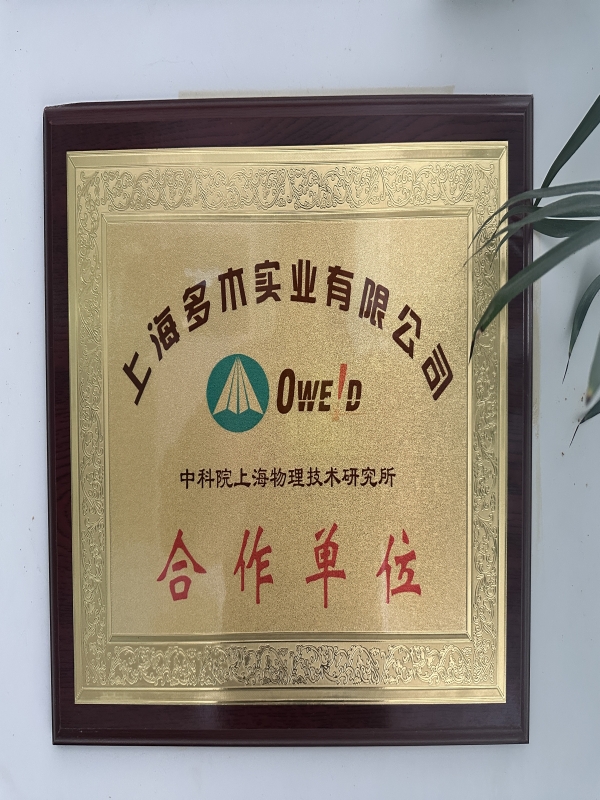 上海多木实业有限公司
OWE!D
中科院上海物理技术研究所
合作单位